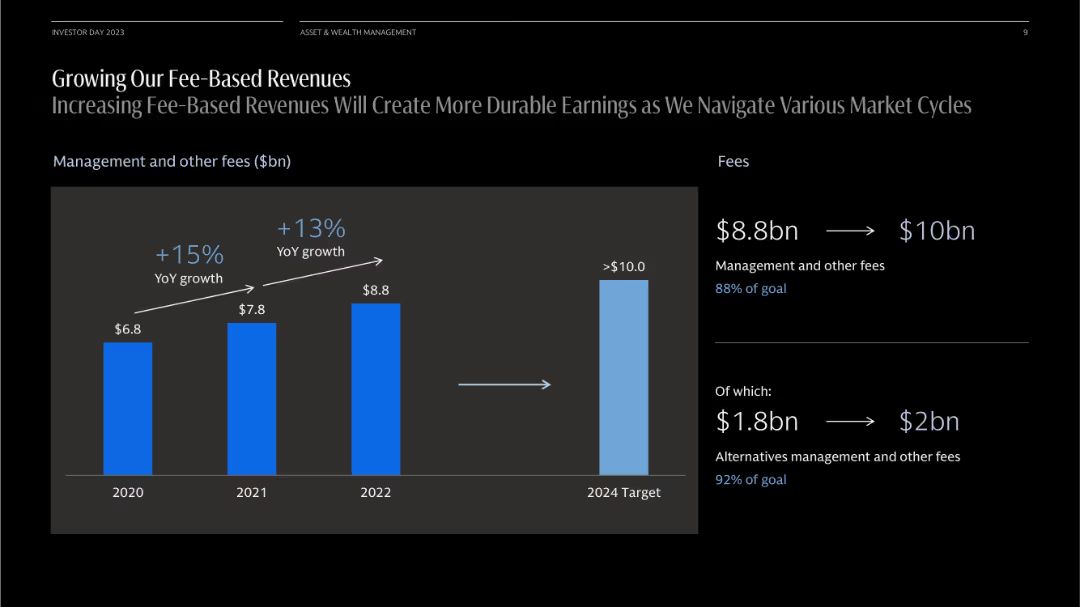 INVESTOR DAY 2023
ASSET & WEALTH MANAGEMENT
9
Growing Our Fee-Based Revenues
Increasing Fee-Based Revenues Will Create More Durable Earnings as We Navigate Various Market Cycles
Management and other fees ($bn)
+15%
YoY growth
+13%
YoY growth
$6.8
$7.8
$8.8
>$10.0
2020
2021
2022
2024 Target
Fees
$8.8bn
$10bn
Management and other fees
88% of goal
Of which:
$1.8bn
$2bn
Alternatives management and other fees
92% of goal